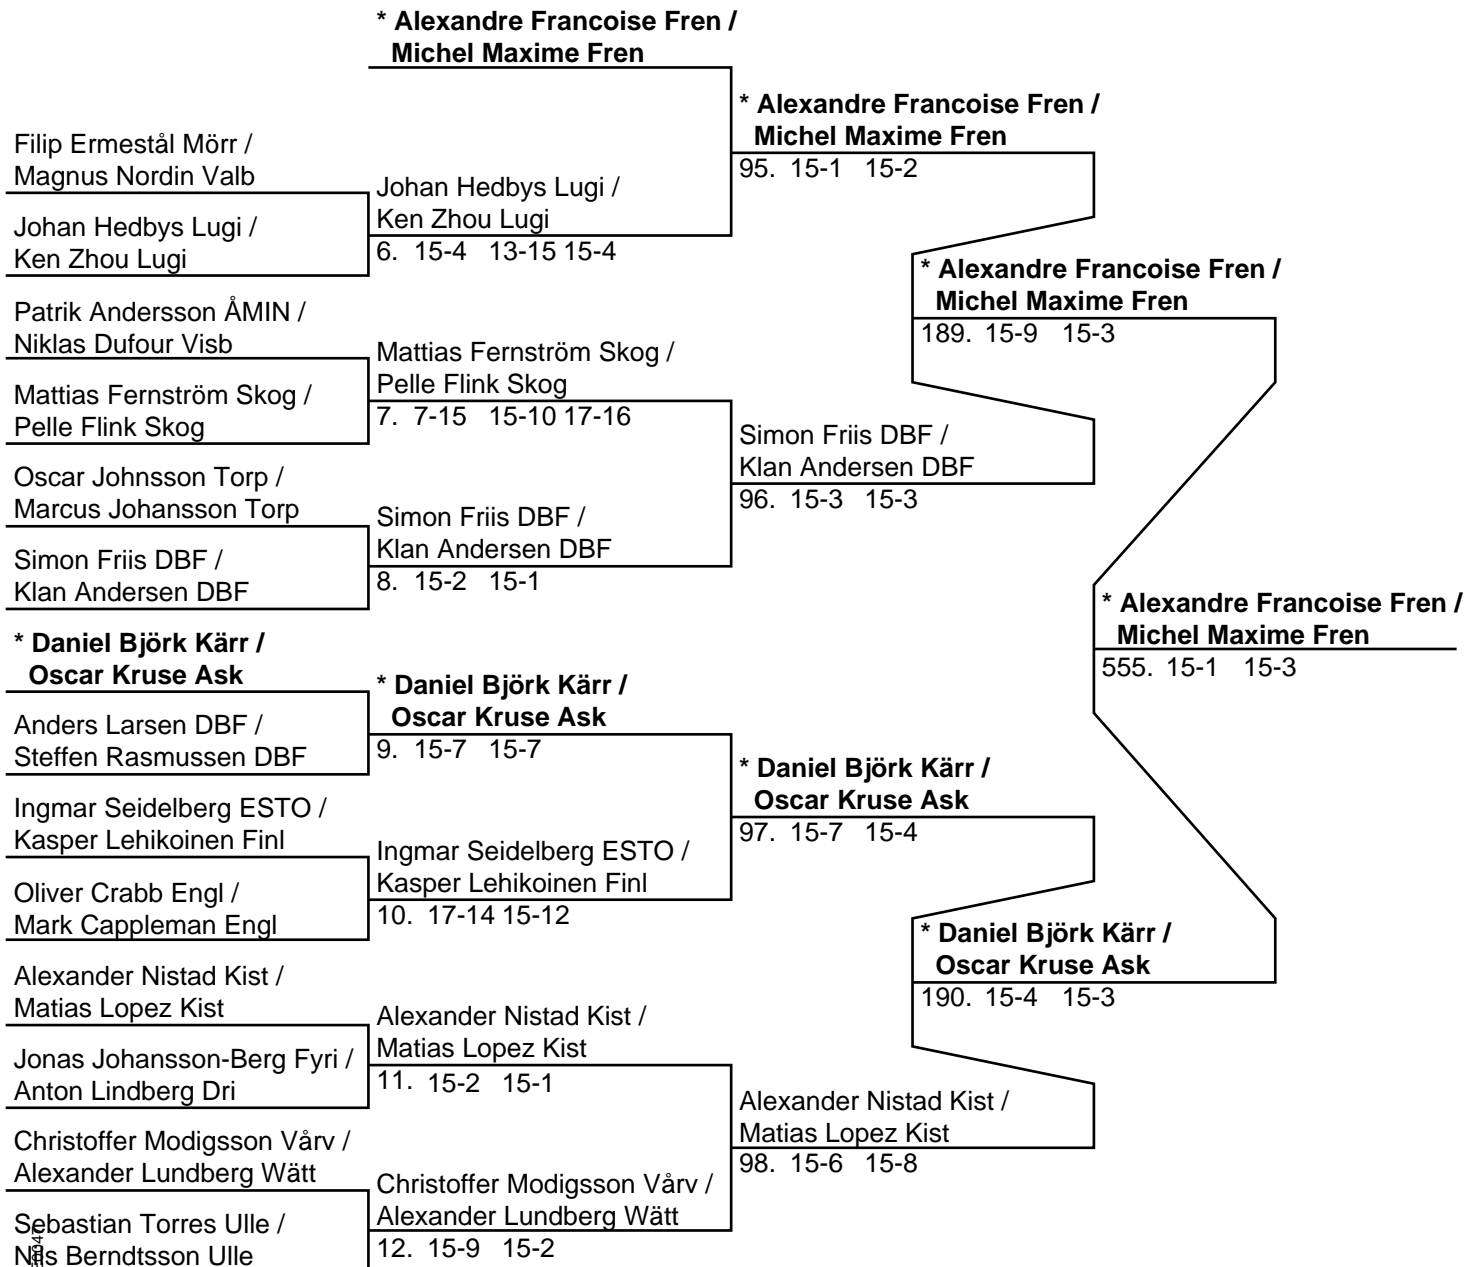 * Alexandre Francoise Fren /
Michel Maxime Fren
* Alexandre Francoise Fren /
Michel Maxime Fren
95. 15-1 15-2
Filip Ermestål Mörr /
Magnus Nordin Valb
Johan Hedbys Lugi /
Ken Zhou Lugi
6. 15-4 13-15 15-4
Johan Hedbys Lugi /
Ken Zhou Lugi
* Alexandre Francoise Fren /
Michel Maxime Fren
189. 15-9 15-3
Patrik Andersson ÅMIN /
Niklas Dufour Visb
Mattias Fernström Skog /
Pelle Flink Skog
7. 7-15 15-10 17-16
Mattias Fernström Skog /
Pelle Flink Skog
Simon Friis DBF /
Klan Andersen DBF
96. 15-3 15-3
Oscar Johnsson Torp /
Marcus Johansson Torp
Simon Friis DBF /
Klan Andersen DBF
8. 15-2 15-1
Simon Friis DBF /
Klan Andersen DBF
* Alexandre Francoise Fren /
Michel Maxime Fren
555. 15-1 15-3
* Daniel Björk Kärr /
Oscar Kruse Ask
* Daniel Björk Kärr /
Oscar Kruse Ask
9. 15-7 15-7
Anders Larsen DBF /
Steffen Rasmussen DBF
* Daniel Björk Kärr /
Oscar Kruse Ask
97. 15-7 15-4
Ingmar Seidelberg ESTO /
Kasper Lehikoinen Finl
Ingmar Seidelberg ESTO /
Kasper Lehikoinen Finl
10. 17-14 15-12
Oliver Crabb Engl /
Mark Cappleman Engl
* Daniel Björk Kärr /
Oscar Kruse Ask
190. 15-4 15-3
Alexander Nistad Kist /
Matias Lopez Kist
Alexander Nistad Kist /
Matias Lopez Kist
11. 15-2 15-1
Jonas Johansson-Berg Fyri /
Anton Lindberg Dri
Alexander Nistad Kist /
Matias Lopez Kist
98. 15-6 15-8
Christoffer Modigsson Vårv /
Alexander Lundberg Wätt
Christoffer Modigsson Vårv /
Alexander Lundberg Wätt
12. 15-9 15-2
Sebastian Torres Ulle /
Nils Berndtsson Ulle